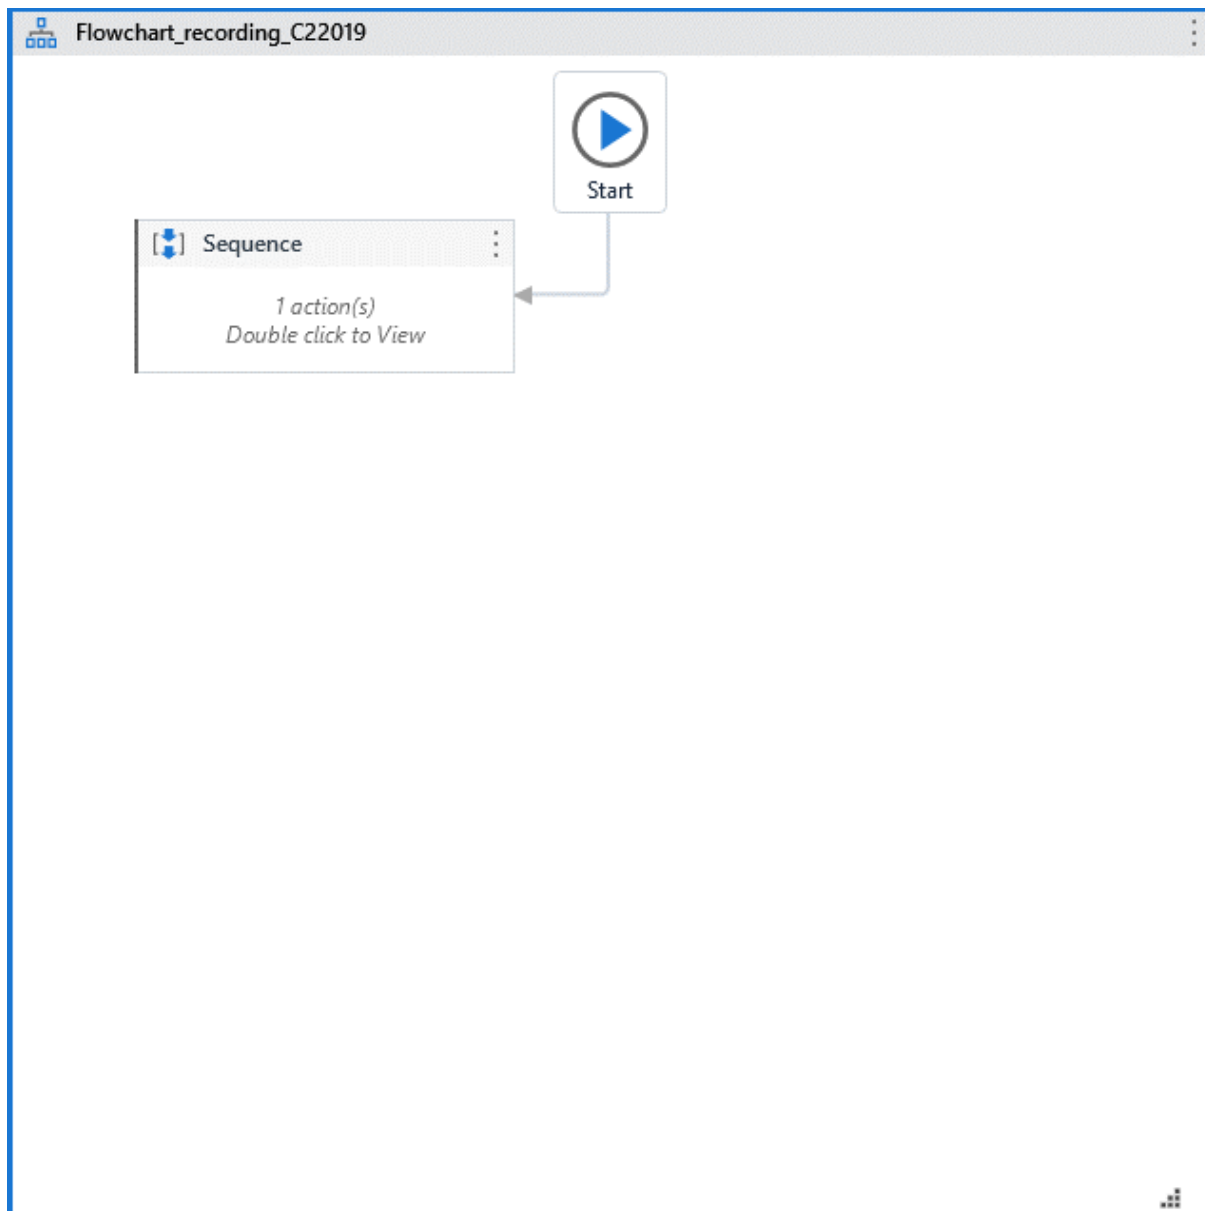 Flowchart_recording_C22019
Start
Sequence
1 action(s)
Double click to View